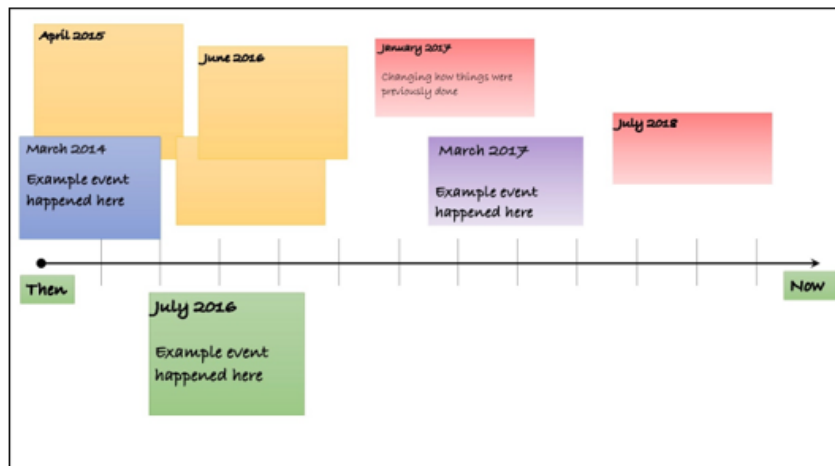 April 2015
June 2016
January 2017
Changing how things were
previously done
July 2018
March 2014
Example event
happened here
March 2017
Example event
happened here
Then
Now
July 2016
Example event
happened here